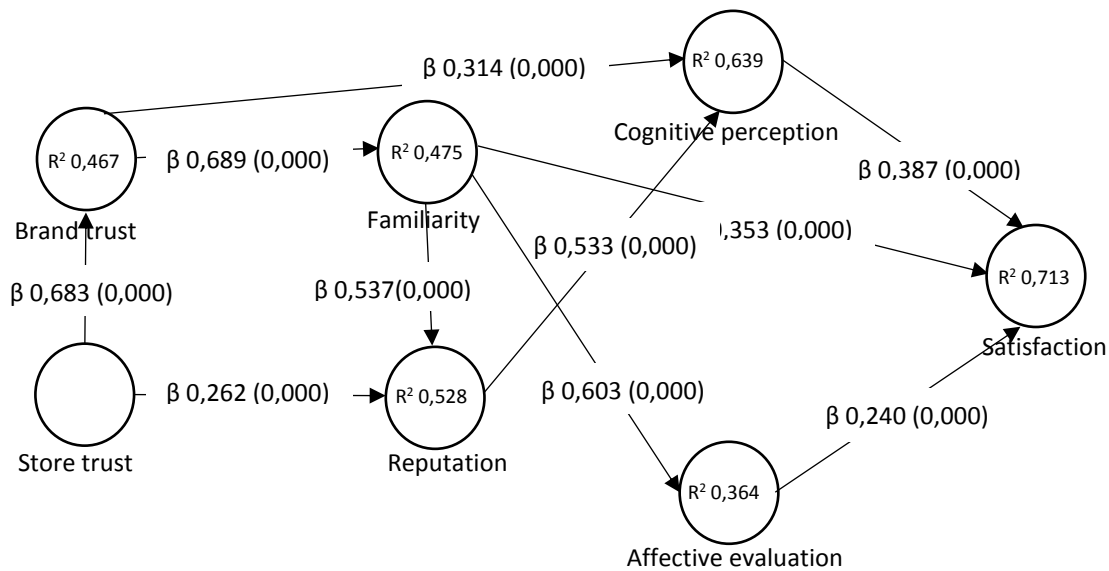 R² 0,639
β 0,314 (0,000)
Cognitive perception
R² 0,467
β 0,689 (0,000)
R² 0,475
β 0,387 (0,000)
Brand trust
Familiarity
,353 (0,000)
β 0,533 (0,000)
R² 0,713
β 0,683 (0,000)
β 0,537(0,000)
Satisfaction
β 0,262 (0,000)
R² 0,528
β 0,603 (0,000)
β 0,240 (0,000)
Store trust
Reputation
R² 0,364
Affective evaluation